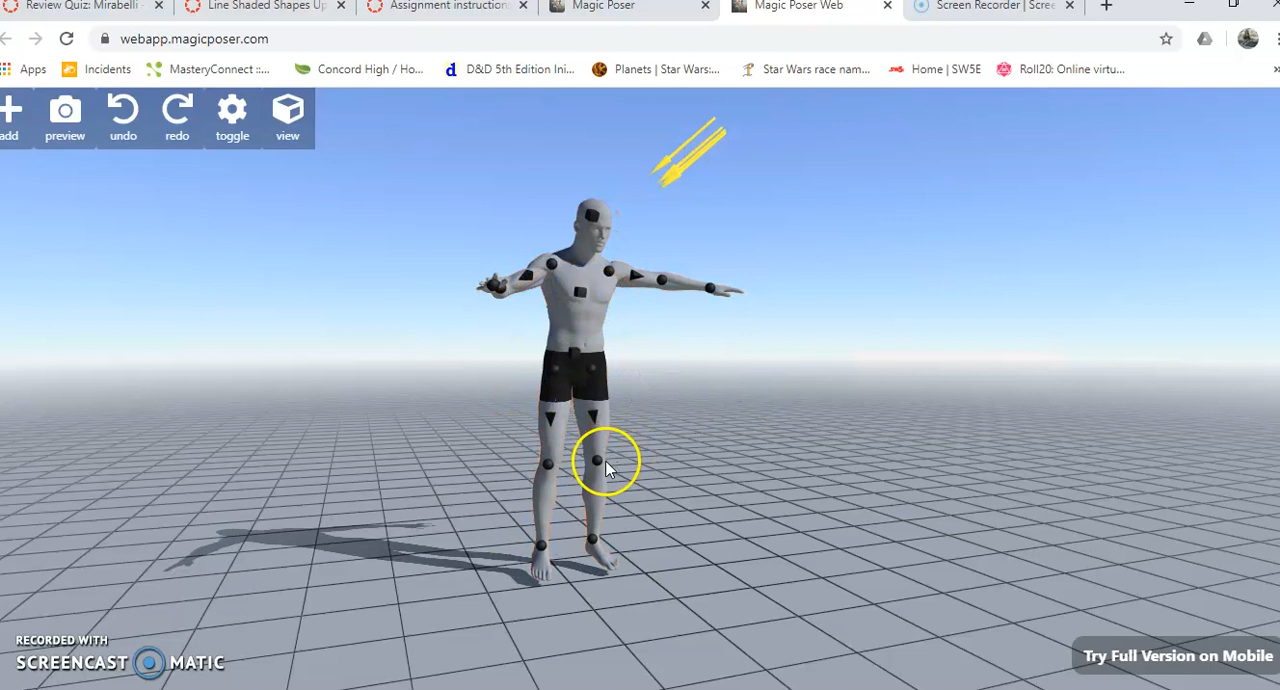 Review Quiz: Mirabelli
Line Shaded Shapes Up
Assignment instruction
Magic Poser
Magic Poser Web
Screen Recorder | Scree
webapp.magicposer.com
Apps
Incidents
MasteryConnect ::...
Concord High / Ho...
D&D 5th Edition Ini...
Planets | Star Wars:...
Star Wars race nam...
Home | SW5E
Roll20: Online virtu...
add
preview
undo
redo
toggle
view
RECORDED WITH
SCREENCAST MATIC
Try Full Version on Mobile